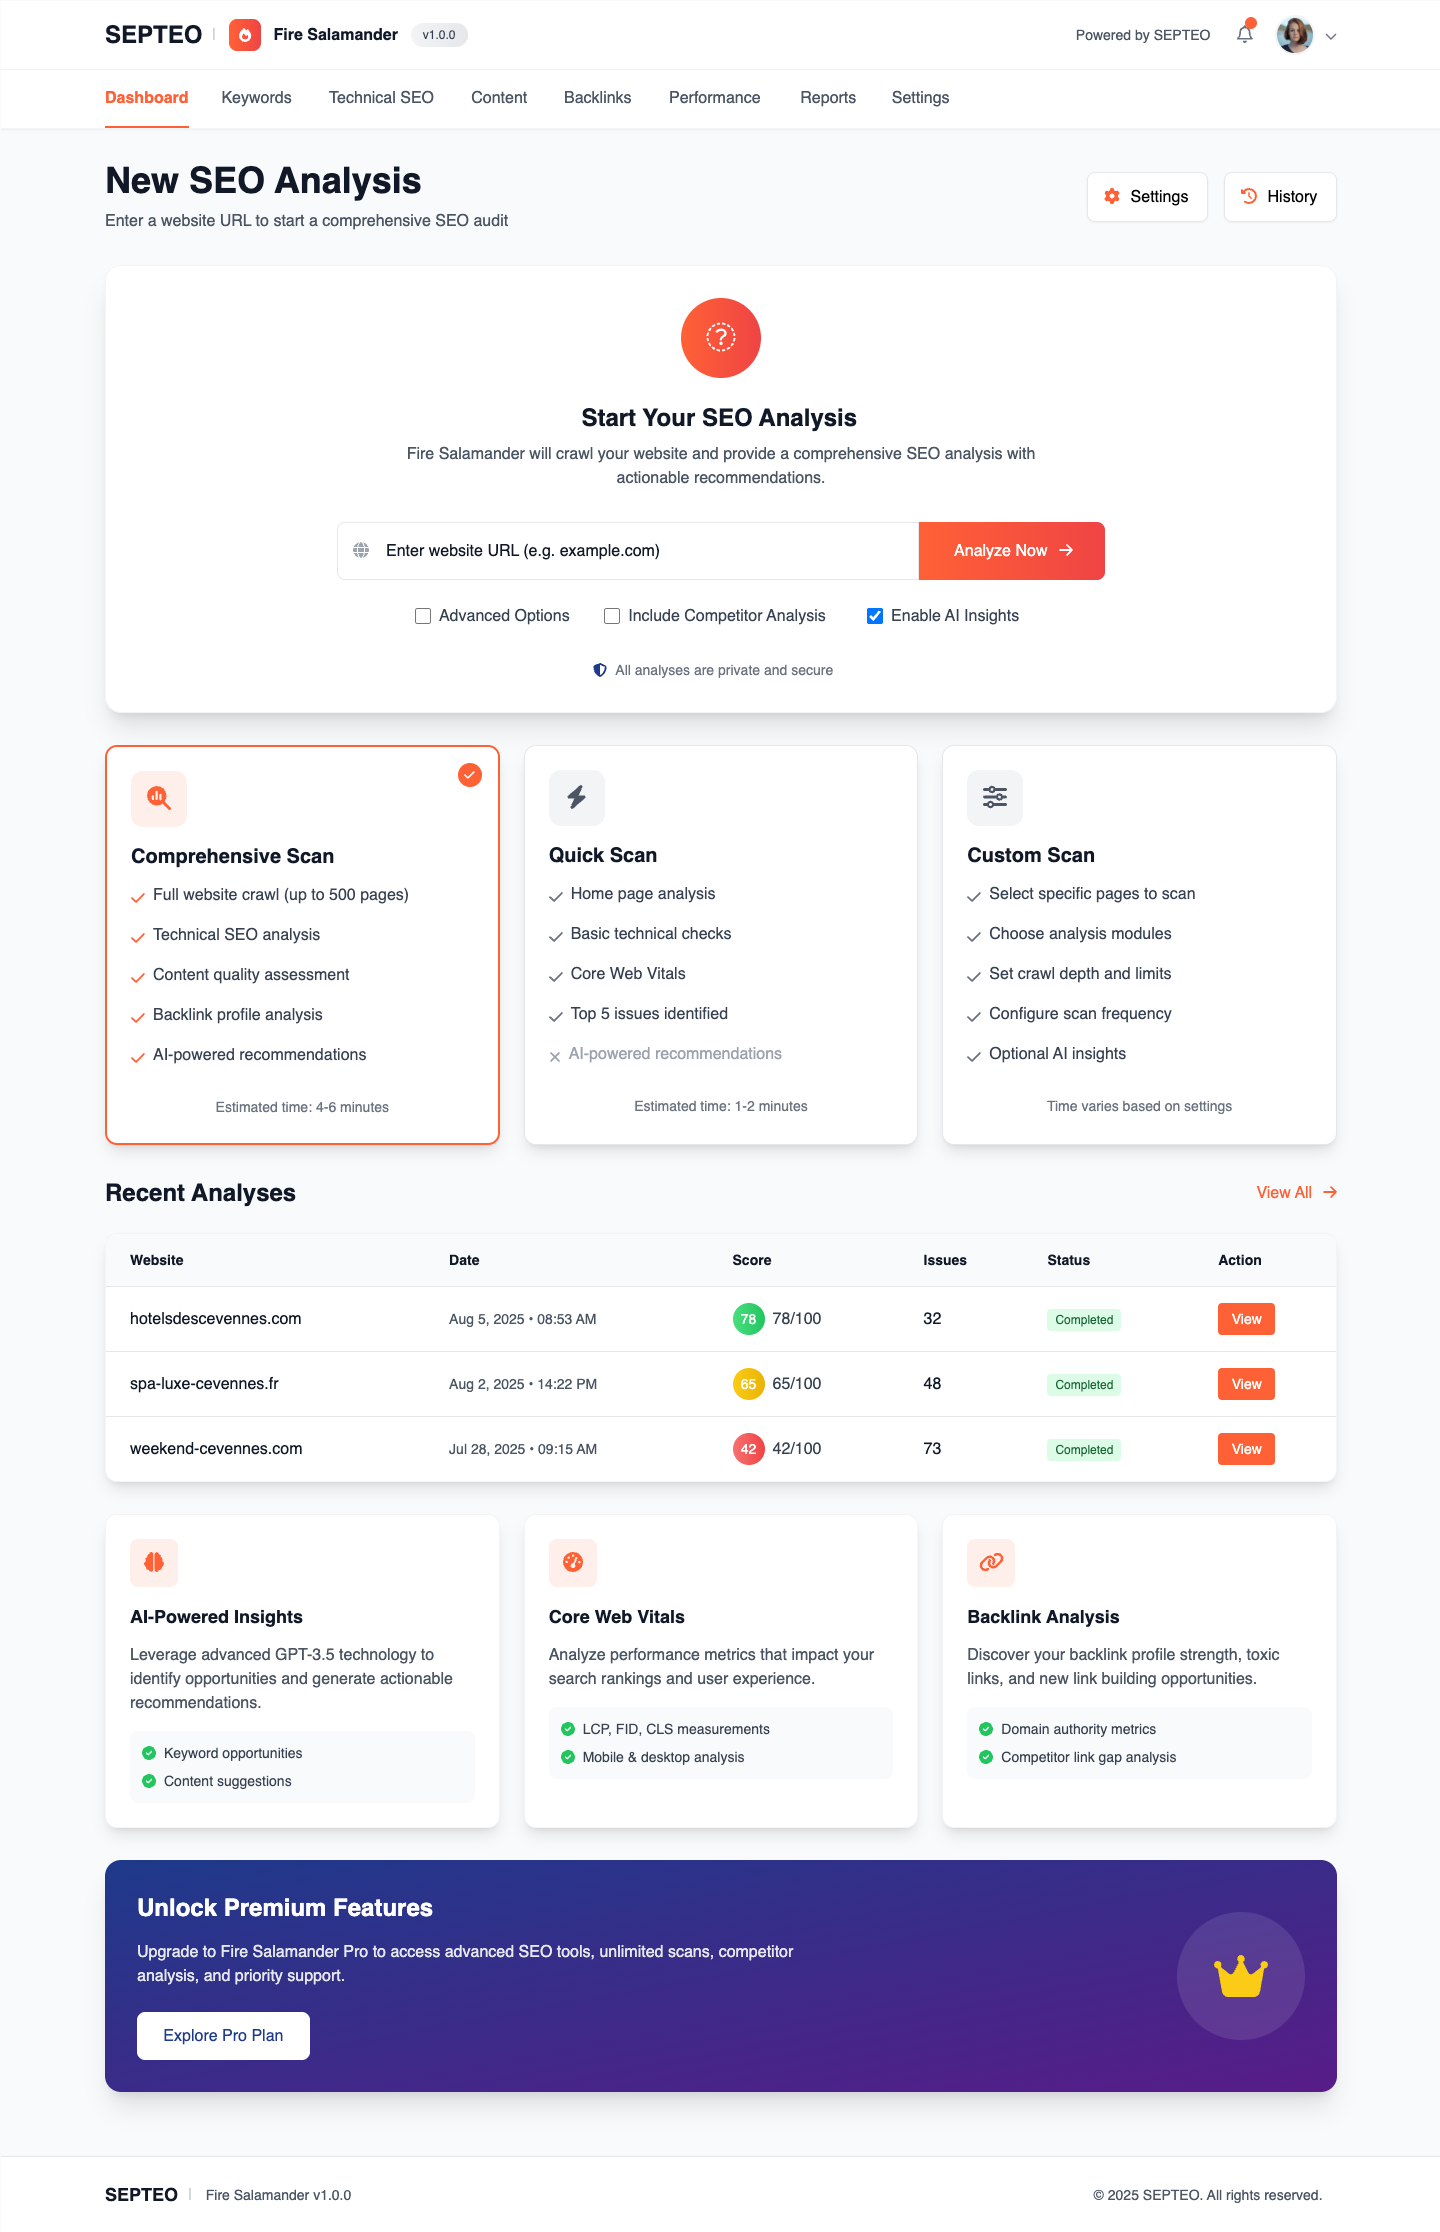 SEPTEO | Fire Salamander v1.0.0 Powered by SEPTEO
Dashboard Keywords Technical SEO Content Backlinks Performance Reports Settings
New SEO Analysis
Enter a website URL to start a comprehensive SEO audit
Settings History
?
Start Your SEO Analysis
Fire Salamander will crawl your website and provide a comprehensive SEO analysis with
actionable recommendations.
Enter website URL (e.g. example.com) Analyze Now
Advanced Options Include Competitor Analysis Enable AI Insights
All analyses are private and secure
Comprehensive Scan
Full website crawl (up to 500 pages)
Technical SEO analysis
Content quality assessment
Backlink profile analysis
AI-powered recommendations
Estimated time: 4-6 minutes
Quick Scan
Home page analysis
Basic technical checks
Core Web Vitals
Top 5 issues identified
AI-powered recommendations
Estimated time: 1-2 minutes
Custom Scan
Select specific pages to scan
Choose analysis modules
Set crawl depth and limits
Configure scan frequency
Optional AI insights
Time varies based on settings
Recent Analyses View All
Website Date Score Issues Status Action
hotelsdescevennes.com Aug 5, 2025 • 08:53 AM 78 78/100 32 Completed View
spa-luxe-cevennes.fr Aug 2, 2025 • 14:22 PM 65 65/100 48 Completed View
weekend-cevennes.com Jul 28, 2025 • 09:15 AM 42 42/100 73 Completed View
AI-Powered Insights
Leverage advanced GPT-3.5 technology to
identify opportunities and generate actionable
recommendations.
Keyword opportunities
Content suggestions
Core Web Vitals
Analyze performance metrics that impact your
search rankings and user experience.
LCP, FID, CLS measurements
Mobile & desktop analysis
Backlink Analysis
Discover your backlink profile strength, toxic
links, and new link building opportunities.
Domain authority metrics
Competitor link gap analysis
Unlock Premium Features
Upgrade to Fire Salamander Pro to access advanced SEO tools, unlimited scans, competitor
analysis, and priority support.
Explore Pro Plan
SEPTEO | Fire Salamander v1.0.0 © 2025 SEPTEO. All rights reserved.